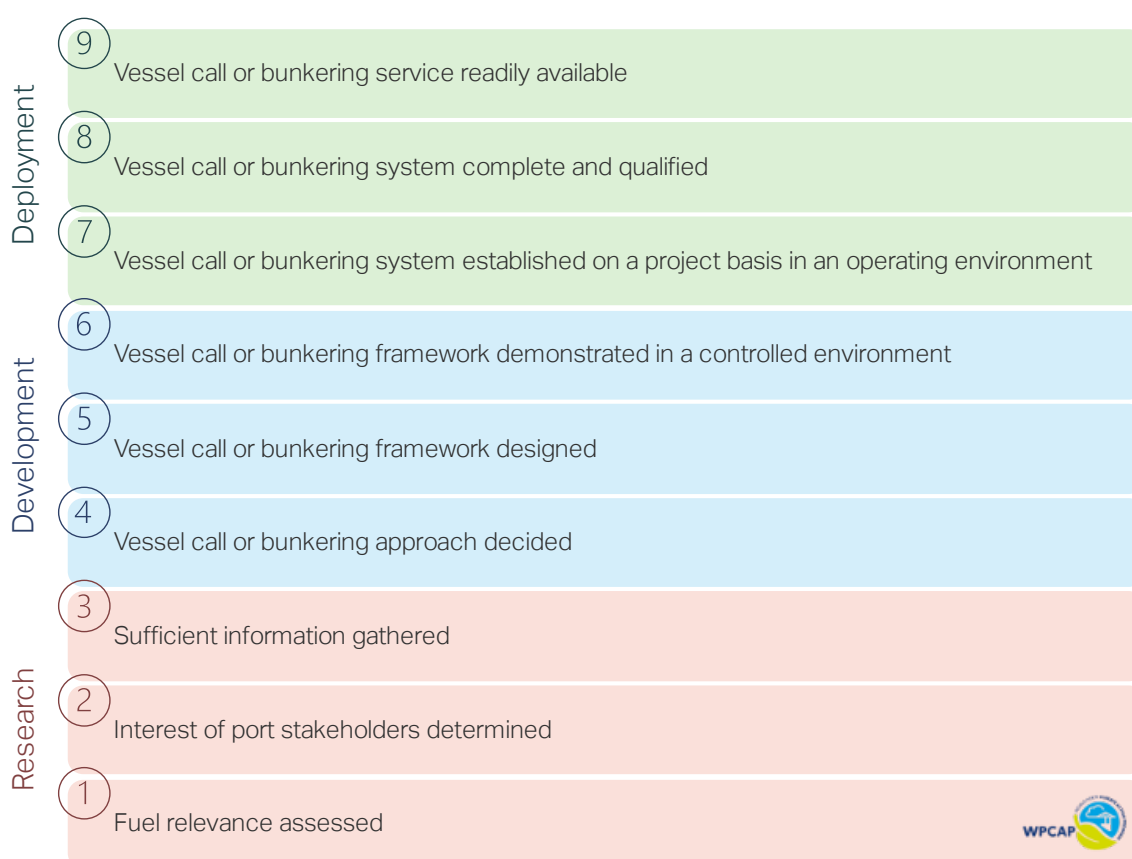 Deployment
9
Vessel call or bunkering service readily available
8
Vessel call or bunkering system complete and qualified
7
Vessel call or bunkering system established on a project basis in an operating environment
Development
6
Vessel call or bunkering framework demonstrated in a controlled environment
5
Vessel call or bunkering framework designed
4
Vessel call or bunkering approach decided
Research
3
Sufficient information gathered
2
Interest of port stakeholders determined
1
Fuel relevance assessed
WPCAP